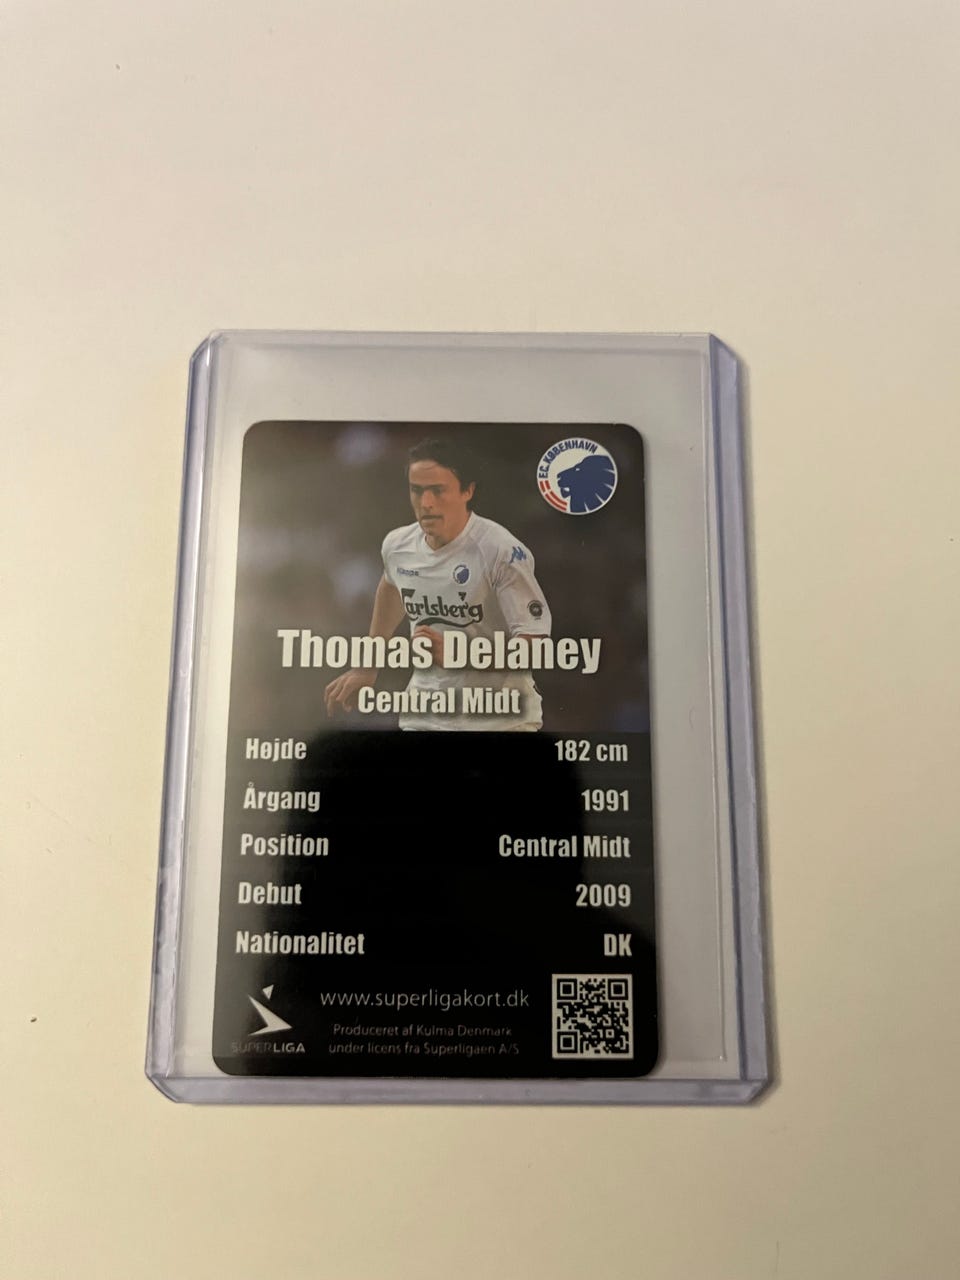 F.C. KØBENHAVN
Kappa
Carlsberg
Thomas Delaney
Central Midt
Højde 182 cm
Årgang 1991
Position Central Midt
Debut 2009
Nationalitet DK
www.superligakort.dk
Produceret af Kulma Denmark
under licens fra Superligaen A/S
SUPERLIGA